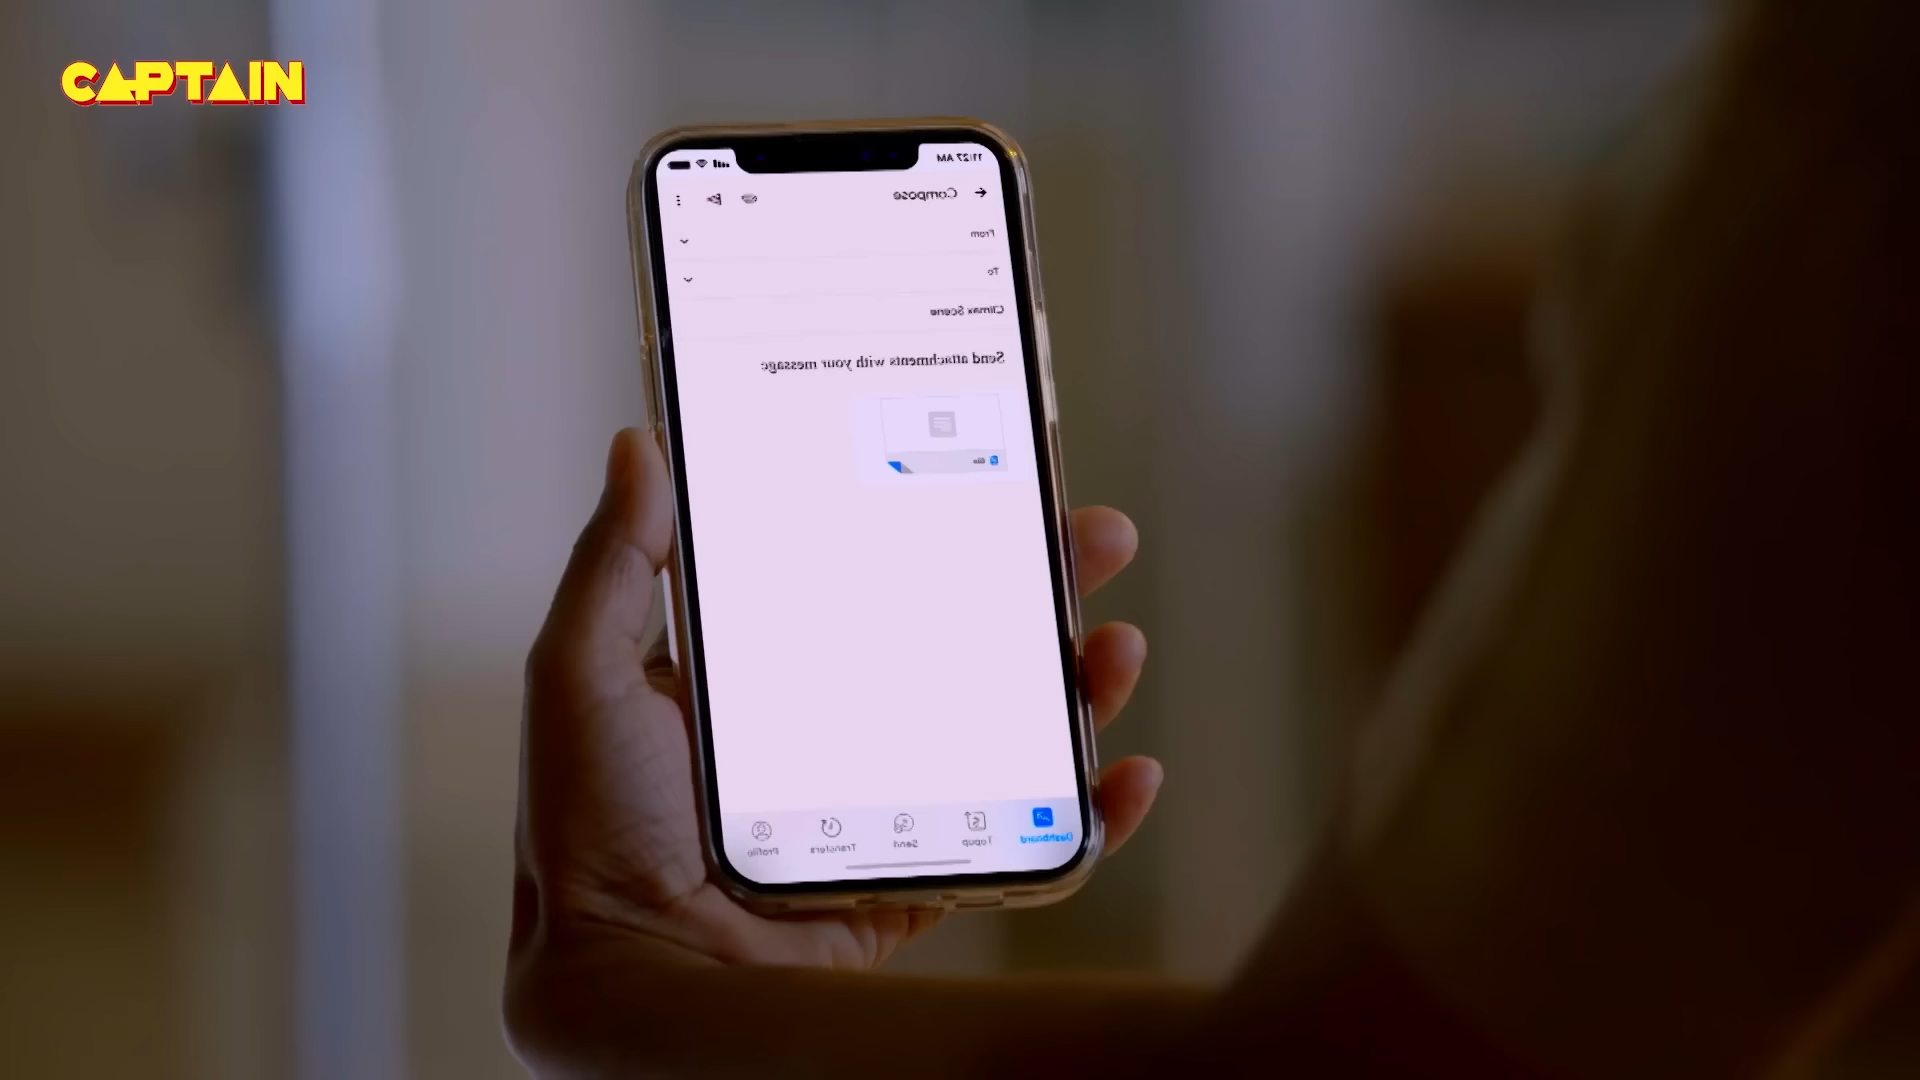 CAPTAIN
11:27 AM
Compose
From
To
Climax Scene
Send attachments with your message
file
Dashboard
Topup
Send
Transfers
Profile